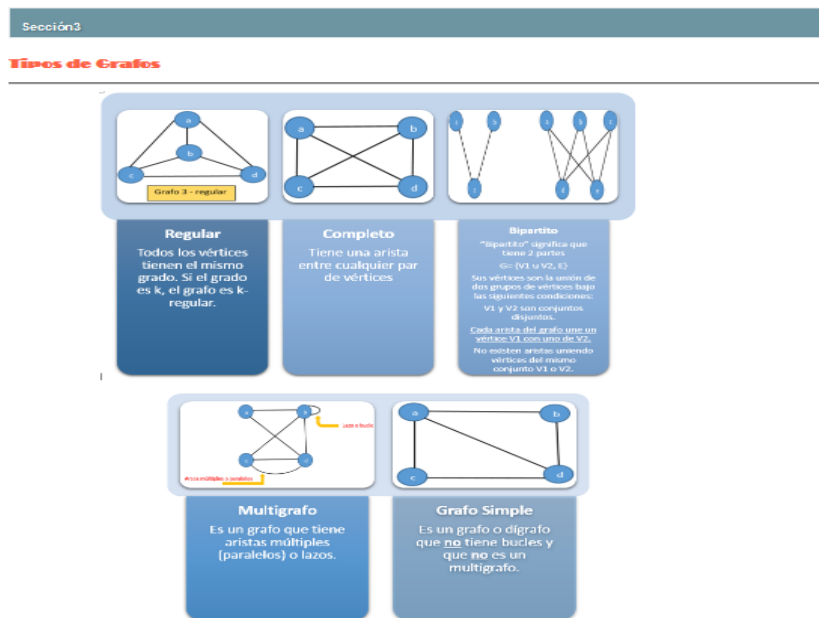 Sección3
Tipos de Grafos
a
b
c
d
Grafo 3 - regular
a
b
c
d
Regular
Todos los vértices
tienen el mismo
grado. Si el grado
es k, el grafo es k-
regular.
Completo
Tiene una arista
entre cualquier par
de vértices
Bipartito
"Bipartito" significa que
tiene 2 partes
G= {V1 u V2, E}
Sus vértices son la unión de
dos grupos de vértices bajo
las siguientes condiciones:
V1 y V2 son conjuntos
disjuntos.
Cada arista del grafo une un
vértice V1 con uno de V2.
No existen aristas uniendo
vértices del mismo
conjunto V1 o V2.
Lazo o bucle
a
b
c
d
Multigrafo
Es un grafo que tiene
aristas múltiples
(paralelos) o lazos.
Grafo Simple
Es un grafo o dígrafo
que no tiene bucles y
que no es un
multigrafo.